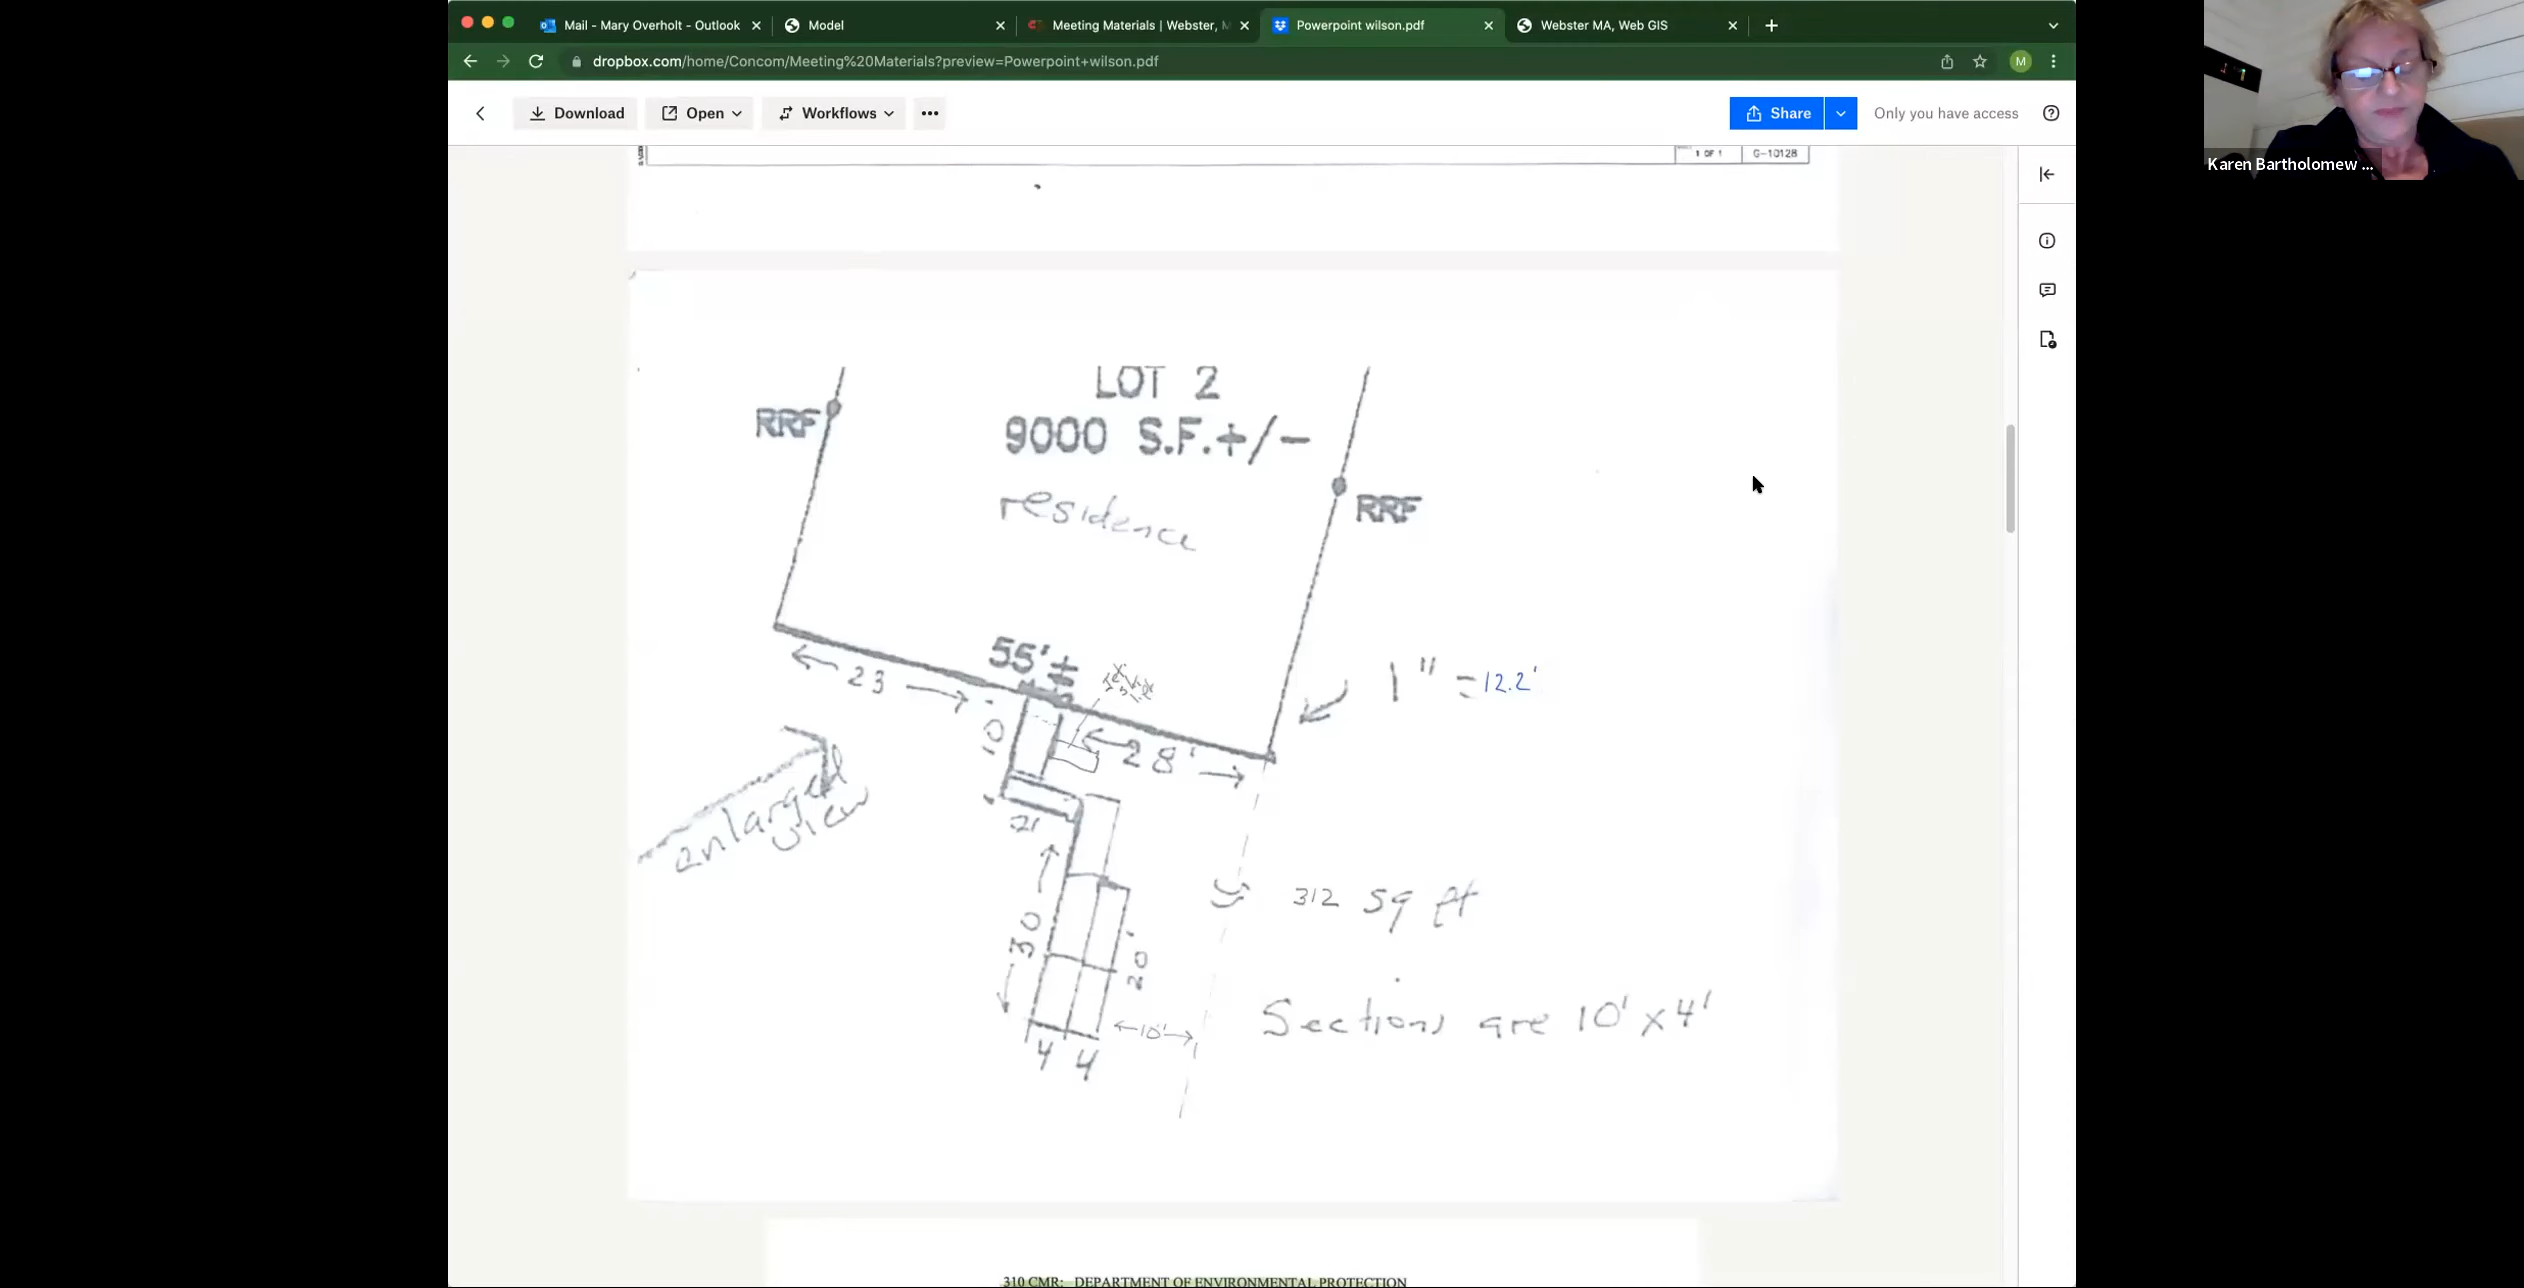 Mail - Mary Overholt - Outlook
Model
Meeting Materials | Webster, M
Powerpoint wilson.pdf
Webster MA, Web GIS
dropbox.com/home/Concom/Meeting%20Materials?preview=Powerpoint+wilson.pdf
M
Download
Open
Workflows
Share
Only you have access
Karen Bartholomew ...
1 OF 1
G-10128
LOT 2
RRF
9000 S.F.+/-
residence
RRF
55'±
1" = 12.2'
23
10'
28'
enlarged
view
30
312 sq ft
20'
Sections are 10' x 4'
10'
4 4
310 CMR: DEPARTMENT OF ENVIRONMENTAL PROTECTION